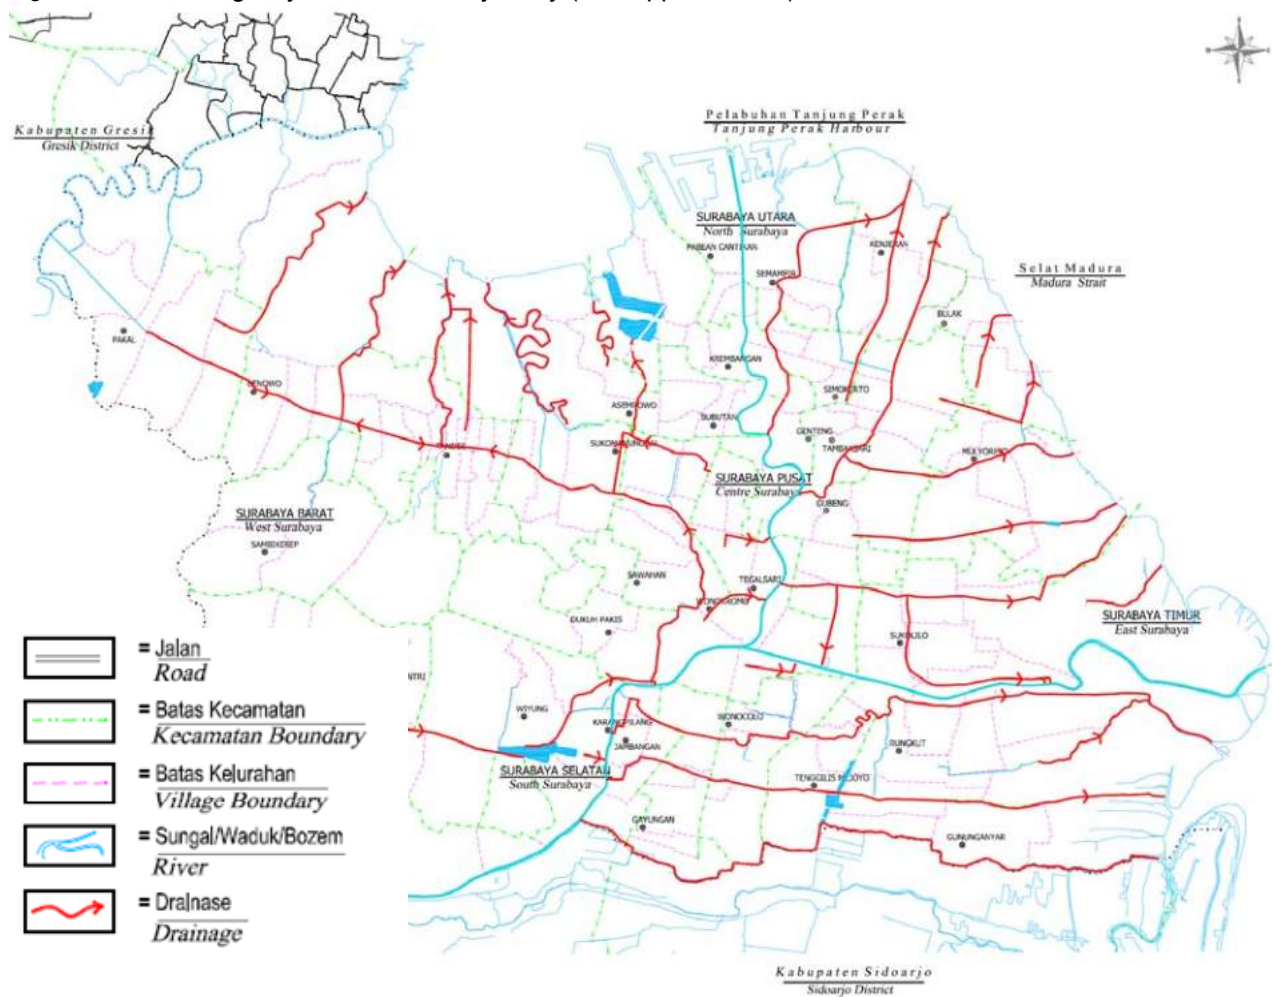 Kabupaten Gresik
Gresik District
Pelabuhan Tanjung Perak
Tanjung Perak Harbour
SURABAYA UTARA
North Surabaya
PABEAN CANTIKAN
KENJERAN
SEMAMPIR
Selat Madura
Madura Strait
BULAK
PAKAL
KREMBANGAN
BENOWO
SIMOKERTO
ASEMROWO
BUBUTAN
GENTENG
TAMBAKSARI
TANDES
MULYOREJO
SURABAYA PUSAT
Centre Surabaya
GUBENG
SURABAYA BARAT
West Surabaya
SAMBIKEREP
SAWAHAN
TEGALSARI
WONOKROMO
DUKUH PAKIS
SURABAYA TIMUR
East Surabaya
SUKOLILO
NTRI
WIYUNG
KARANGPILANG
WONOCOLO
JAMBANGAN
RUNGKUT
SURABAYA SELATAN
South Surabaya
TENGGILIS MEJOYO
GAYUNGAN
GUNUNGANYAR
= Jalan
Road
= Batas Kecamatan
Kecamatan Boundary
= Batas Kelurahan
Village Boundary
= Sungai/Waduk/Bozem
River
= Drainase
Drainage
Kabupaten Sidoarjo
Sidoarjo District